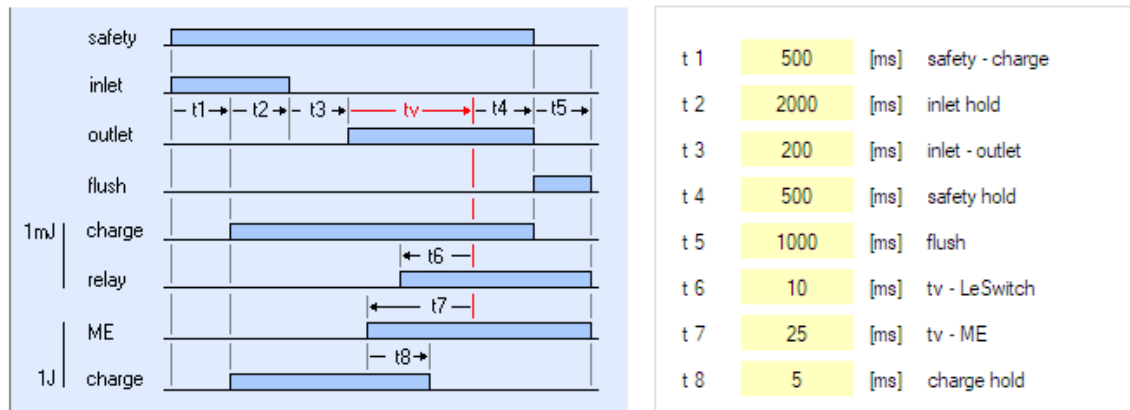 safety
inlet
t1 t2 t3 tv t4 t5
outlet
flush
1mJ charge
t6
relay
t7
ME
t8
1J charge
t 1 500 [ms] safety - charge
t 2 2000 [ms] inlet hold
t 3 200 [ms] inlet - outlet
t 4 500 [ms] safety hold
t 5 1000 [ms] flush
t 6 10 [ms] tv - LeSwitch
t 7 25 [ms] tv - ME
t 8 5 [ms] charge hold